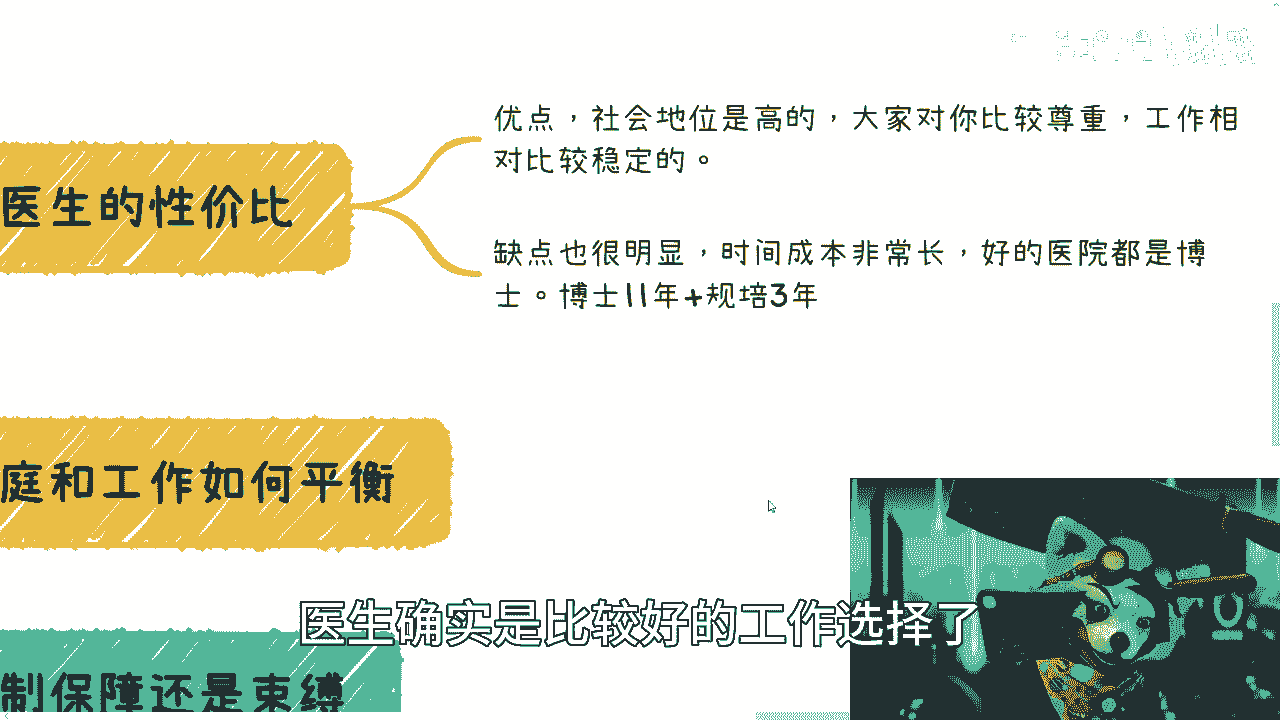 优点，社会地位是高的，大家对你比较尊重，工作相
对比较稳定的。
医生的性价比
缺点也很明显，时间成本非常长，好的医院都是博
士。博士11年+规培3年
庭和工作如何平衡
医生确实是比较好的工作选择了
制保障还是束缚